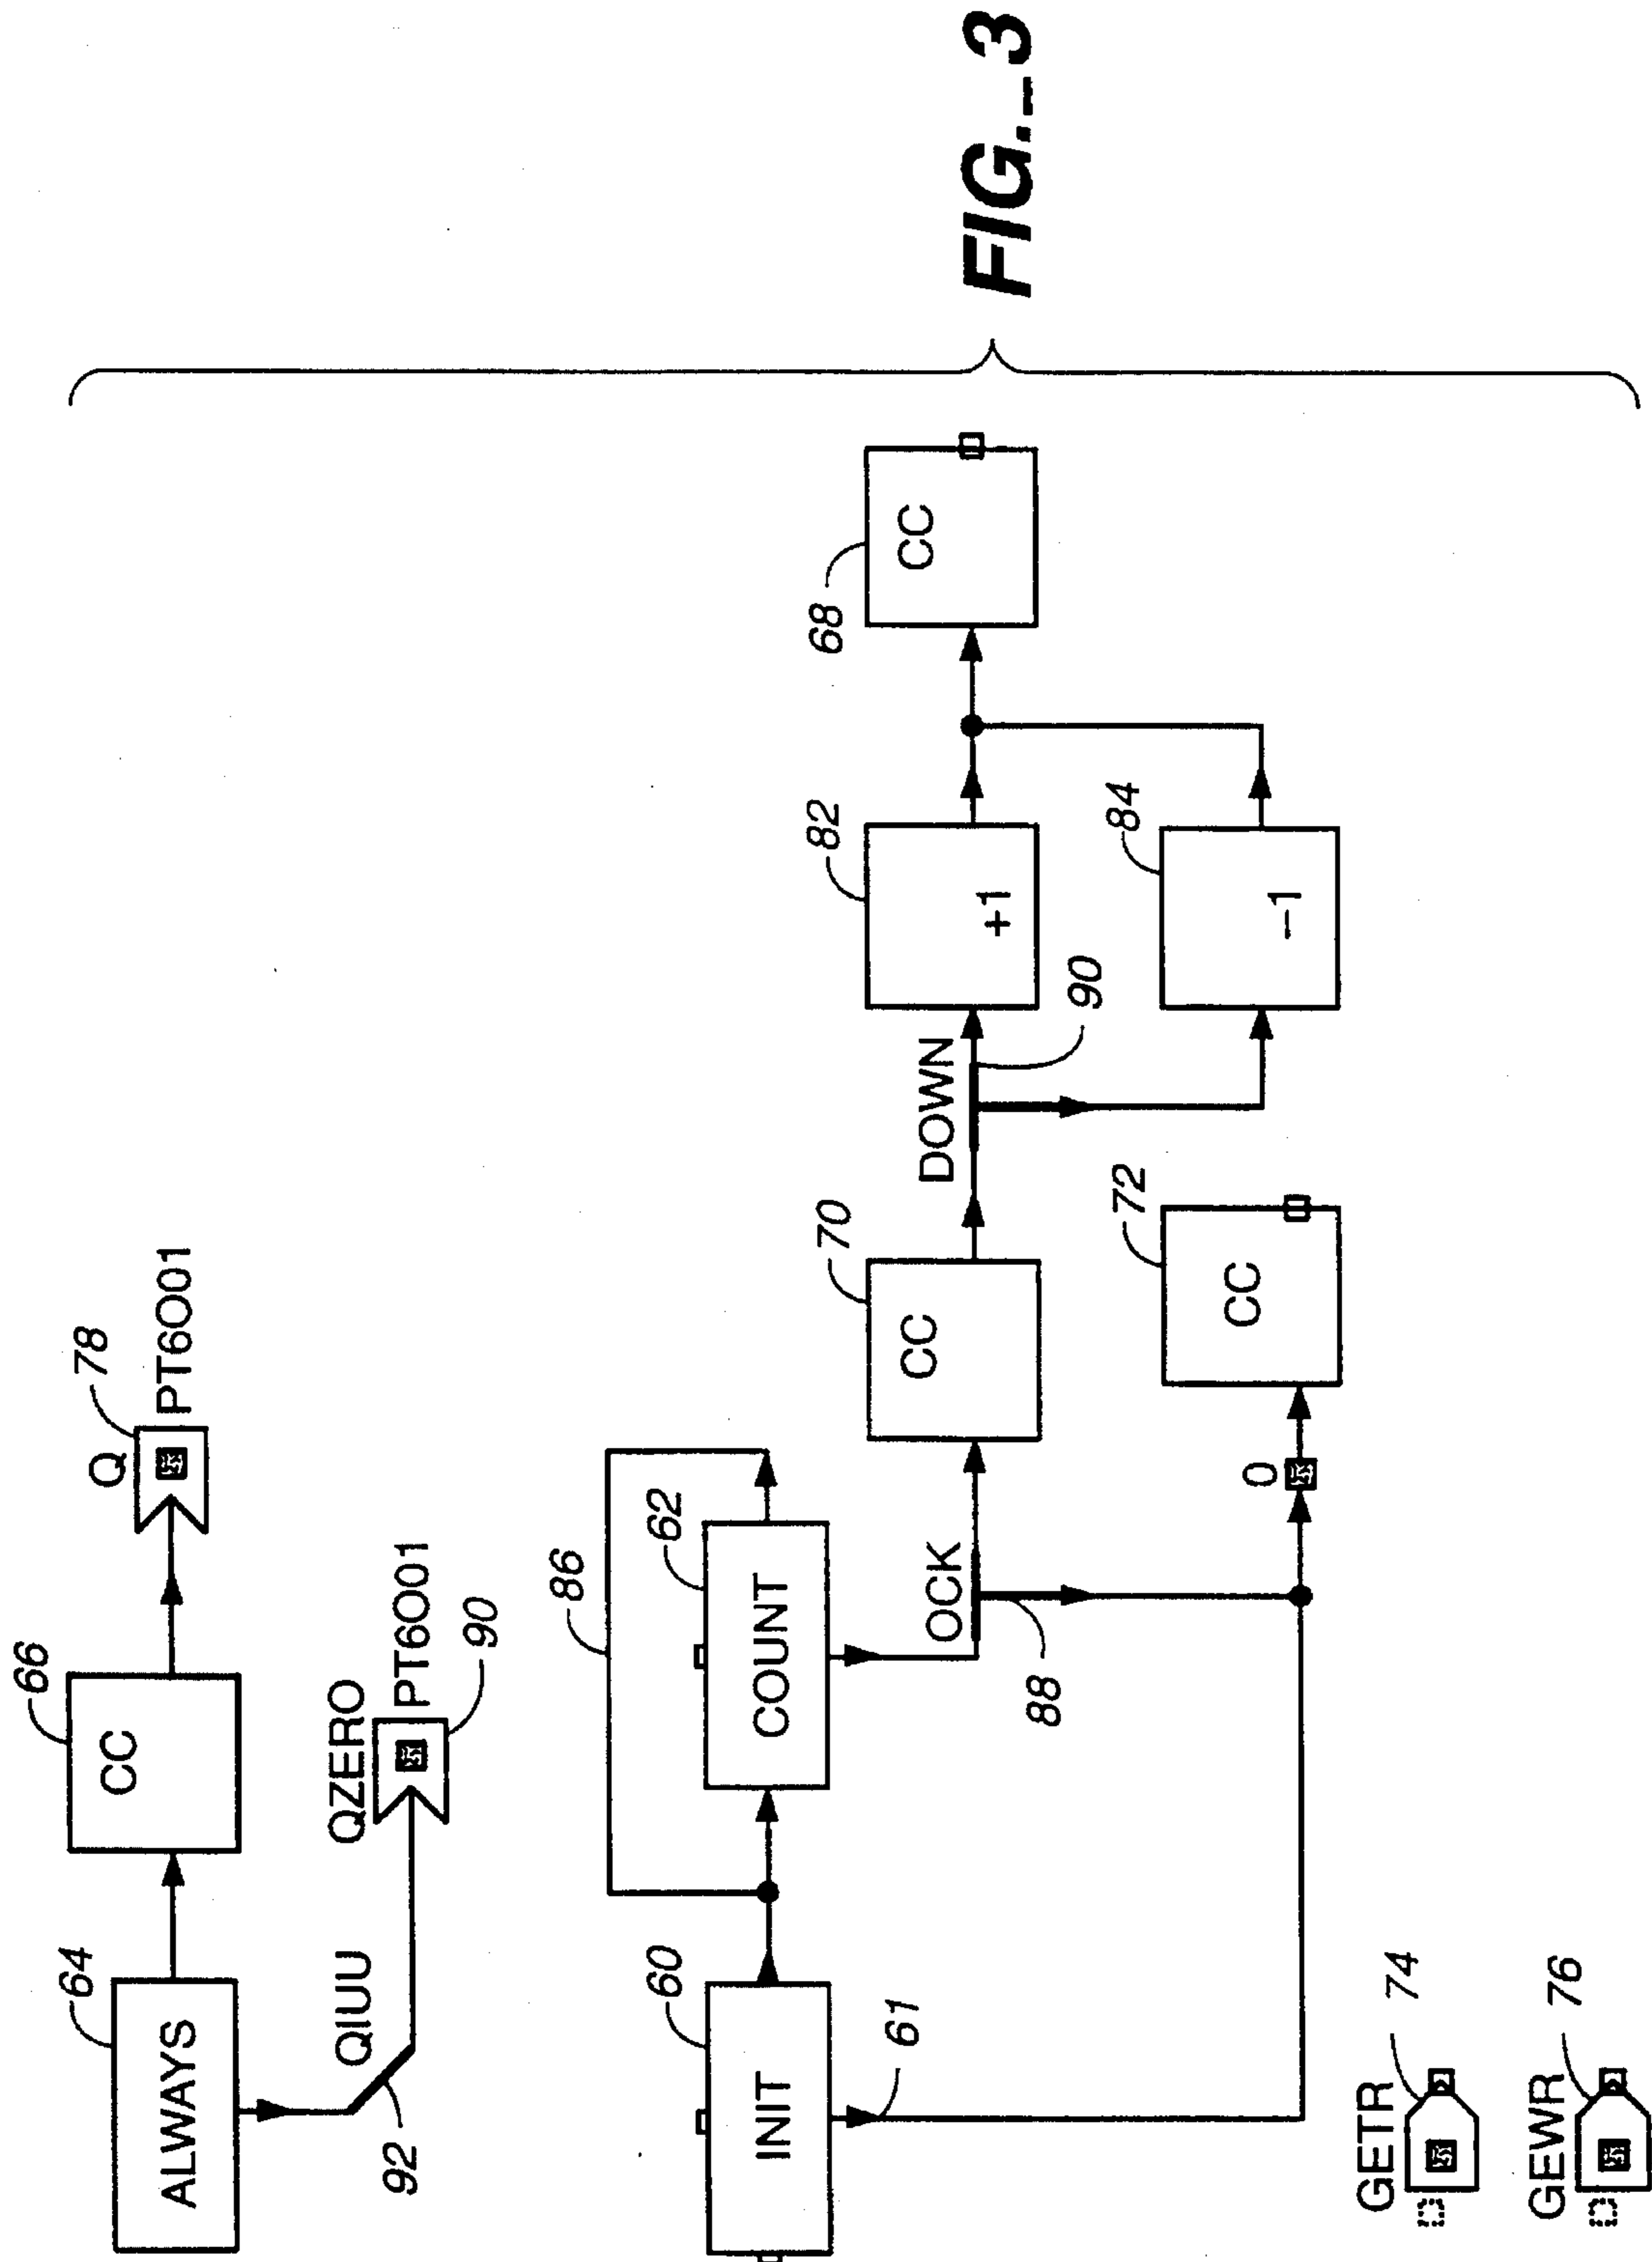 FIG._3
64
ALWAYS
66
CC
Q
78
PT6O01
QIUU
92
QZERO
PT6O01
90
86
60
INIT
61
62
COUNT
OCK
88
70
CC
DOWN
90
82
+1
68
CC
0
72
CC
84
−1
GETR
74
GEWR
76